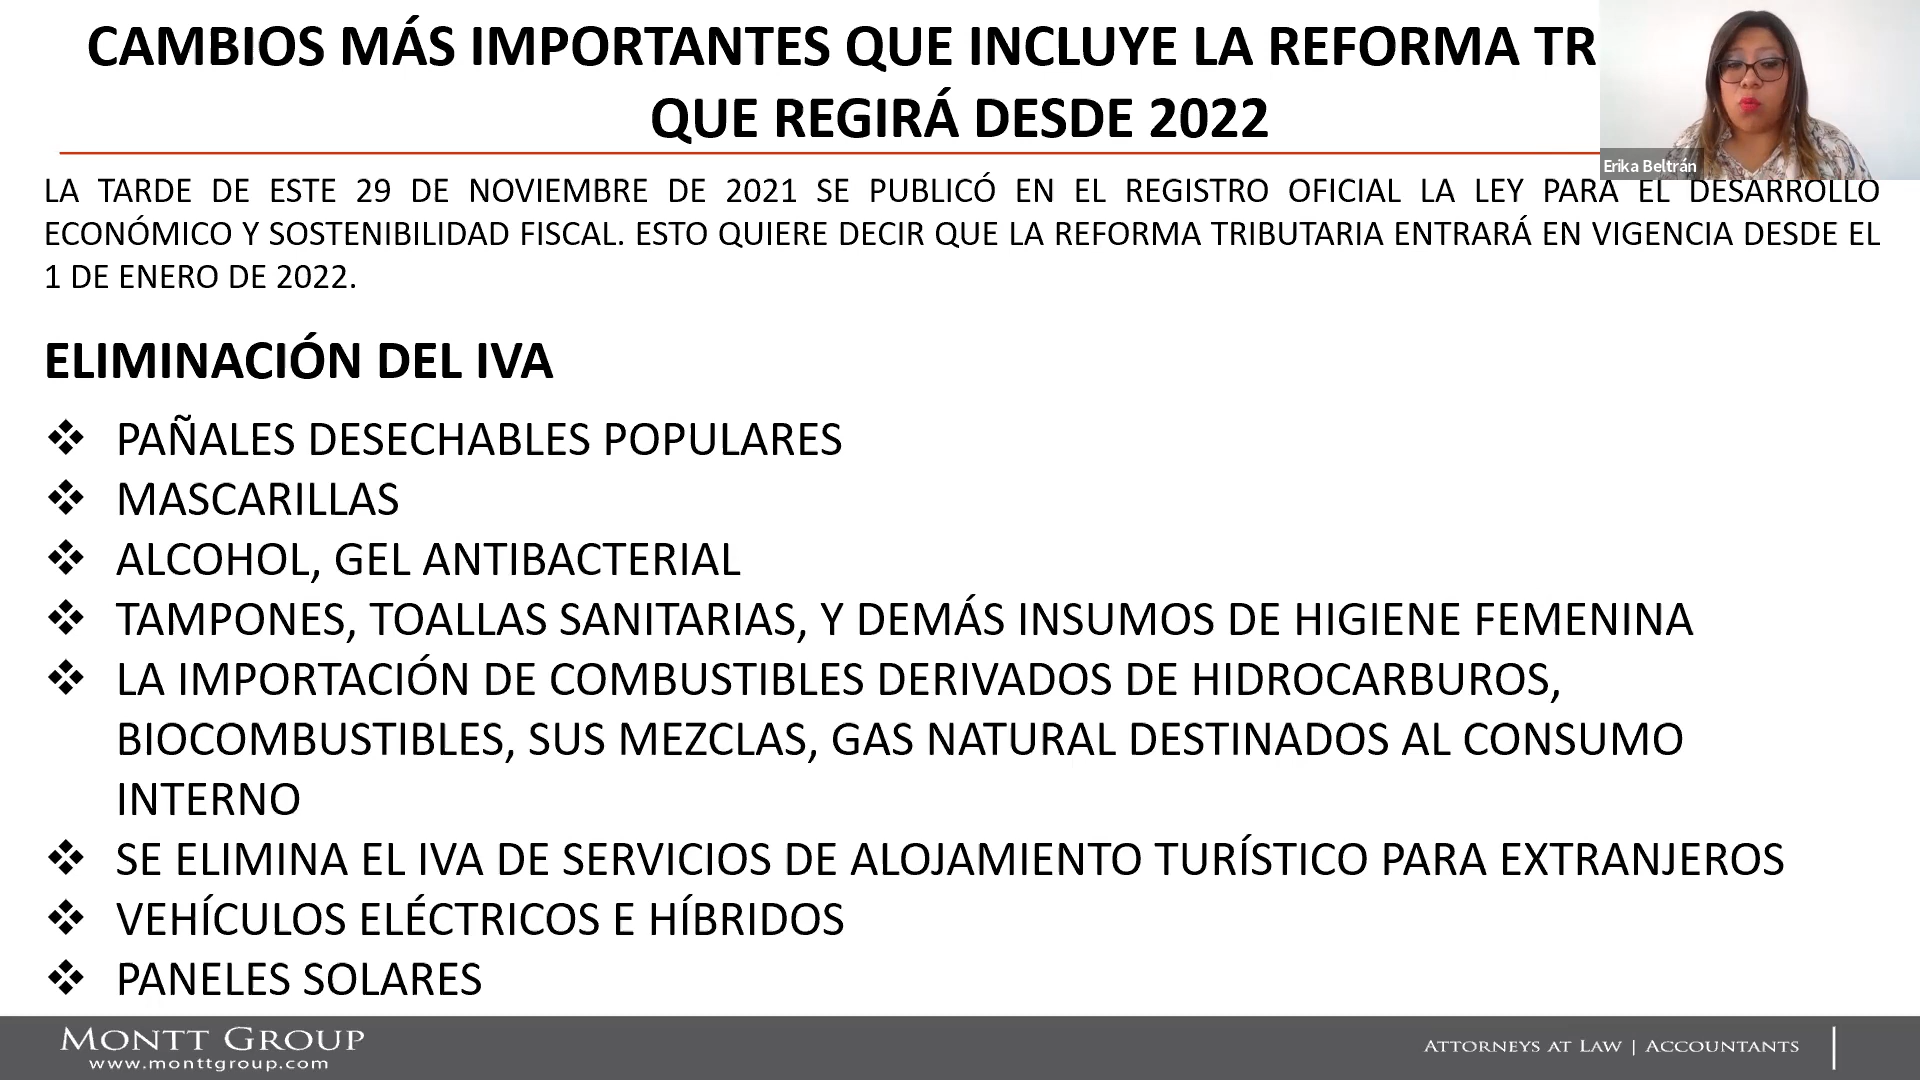 CAMBIOS MÁS IMPORTANTES QUE INCLUYE LA REFORMA TR
QUE REGIRÁ DESDE 2022
Erika Beltrán
LA TARDE DE ESTE 29 DE NOVIEMBRE DE 2021 SE PUBLICÓ EN EL REGISTRO OFICIAL LA LEY PARA EL DESARROLLO
ECONÓMICO Y SOSTENIBILIDAD FISCAL. ESTO QUIERE DECIR QUE LA REFORMA TRIBUTARIA ENTRARÁ EN VIGENCIA DESDE EL
1 DE ENERO DE 2022.
ELIMINACIÓN DEL IVA
❖ PAÑALES DESECHABLES POPULARES
❖ MASCARILLAS
❖ ALCOHOL, GEL ANTIBACTERIAL
❖ TAMPONES, TOALLAS SANITARIAS, Y DEMÁS INSUMOS DE HIGIENE FEMENINA
❖ LA IMPORTACIÓN DE COMBUSTIBLES DERIVADOS DE HIDROCARBUROS,
BIOCOMBUSTIBLES, SUS MEZCLAS, GAS NATURAL DESTINADOS AL CONSUMO
INTERNO
❖ SE ELIMINA EL IVA DE SERVICIOS DE ALOJAMIENTO TURÍSTICO PARA EXTRANJEROS
❖ VEHÍCULOS ELÉCTRICOS E HÍBRIDOS
❖ PANELES SOLARES
MONTT GROUP
www.monttgroup.com
ATTORNEYS AT LAW | ACCOUNTANTS